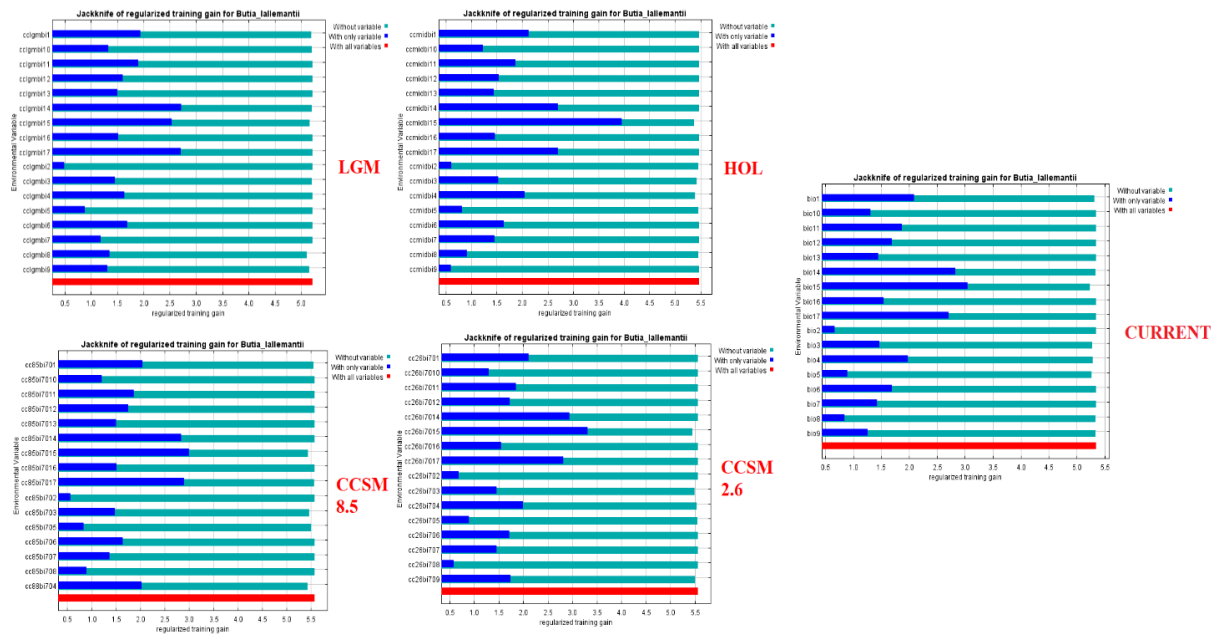 Jackknife of regularized training gain for Butia_lallemantii
Without variable
With only variable
With all variables
Environmental Variable
cclgmbi1
cclgmbi10
cclgmbi11
cclgmbi12
cclgmbi13
cclgmbi14
cclgmbi15
cclgmbi16
cclgmbi17
cclgmbi2
cclgmbi3
cclgmbi4
cclgmbi5
cclgmbi6
cclgmbi7
cclgmbi8
cclgmbi9
0.5 1.0 1.5 2.0 2.5 3.0 3.5 4.0 4.5 5.0
regularized training gain
LGM
Jackknife of regularized training gain for Butia_lallemantii
Without variable
With only variable
With all variables
Environmental Variable
ccmidbi1
ccmidbi10
ccmidbi11
ccmidbi12
ccmidbi13
ccmidbi14
ccmidbi15
ccmidbi16
ccmidbi17
ccmidbi2
ccmidbi3
ccmidbi4
ccmidbi5
ccmidbi6
ccmidbi7
ccmidbi8
ccmidbi9
0.5 1.0 1.5 2.0 2.5 3.0 3.5 4.0 4.5 5.0 5.5
regularized training gain
HOL
Jackknife of regularized training gain for Butia_lallemantii
Without variable
With only variable
With all variables
Environmental Variable
bio1
bio10
bio11
bio12
bio13
bio14
bio15
bio16
bio17
bio2
bio3
bio4
bio5
bio6
bio7
bio8
bio9
0.5 1.0 1.5 2.0 2.5 3.0 3.5 4.0 4.5 5.0 5.5
regularized training gain
CURRENT
Jackknife of regularized training gain for Butia_lallemantii
Without variable
With only variable
With all variables
Environmental Variable
cc85bi701
cc85bi7010
cc85bi7011
cc85bi7012
cc85bi7013
cc85bi7014
cc85bi7015
cc85bi7016
cc85bi7017
cc85bi702
cc85bi703
cc85bi705
cc85bi706
cc85bi707
cc85bi708
cc88bi704
0.5 1.0 1.5 2.0 2.5 3.0 3.5 4.0 4.5 5.0 5.5
regularized training gain
CCSM
8.5
Jackknife of regularized training gain for Butia_lallemantii
Without variable
With only variable
With all variables
Environmental Variable
cc26bi701
cc26bi7010
cc26bi7011
cc26bi7012
cc26bi7014
cc26bi7015
cc26bi7016
cc26bi7017
cc26bi702
cc26bi703
cc26bi704
cc26bi705
cc26bi706
cc26bi707
cc26bi708
cc26bi709
0.5 1.0 1.5 2.0 2.5 3.0 3.5 4.0 4.5 5.0 5.5
regularized training gain
CCSM
2.6